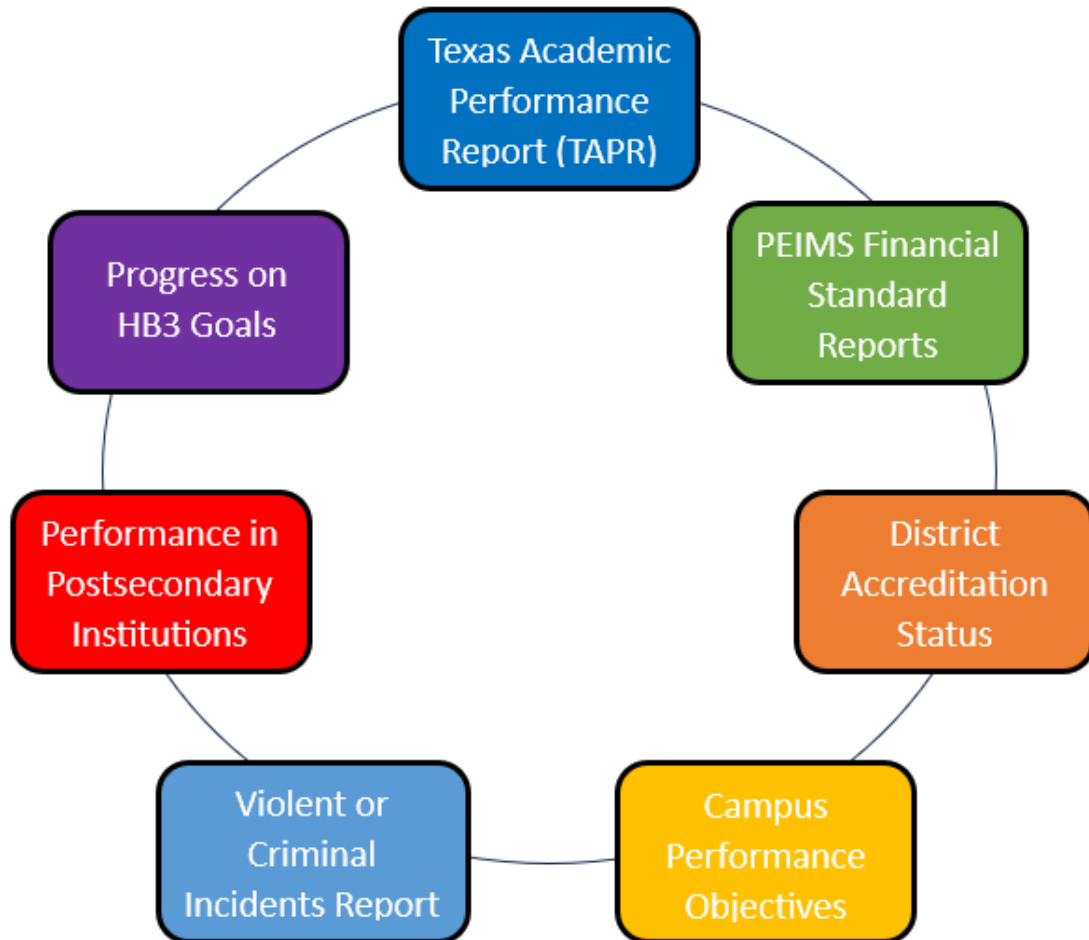 Texas Academic
Performance
Report (TAPR)
PEIMS Financial
Standard
Reports
District
Accreditation
Status
Campus
Performance
Objectives
Violent or
Criminal
Incidents Report
Performance in
Postsecondary
Institutions
Progress on
HB3 Goals